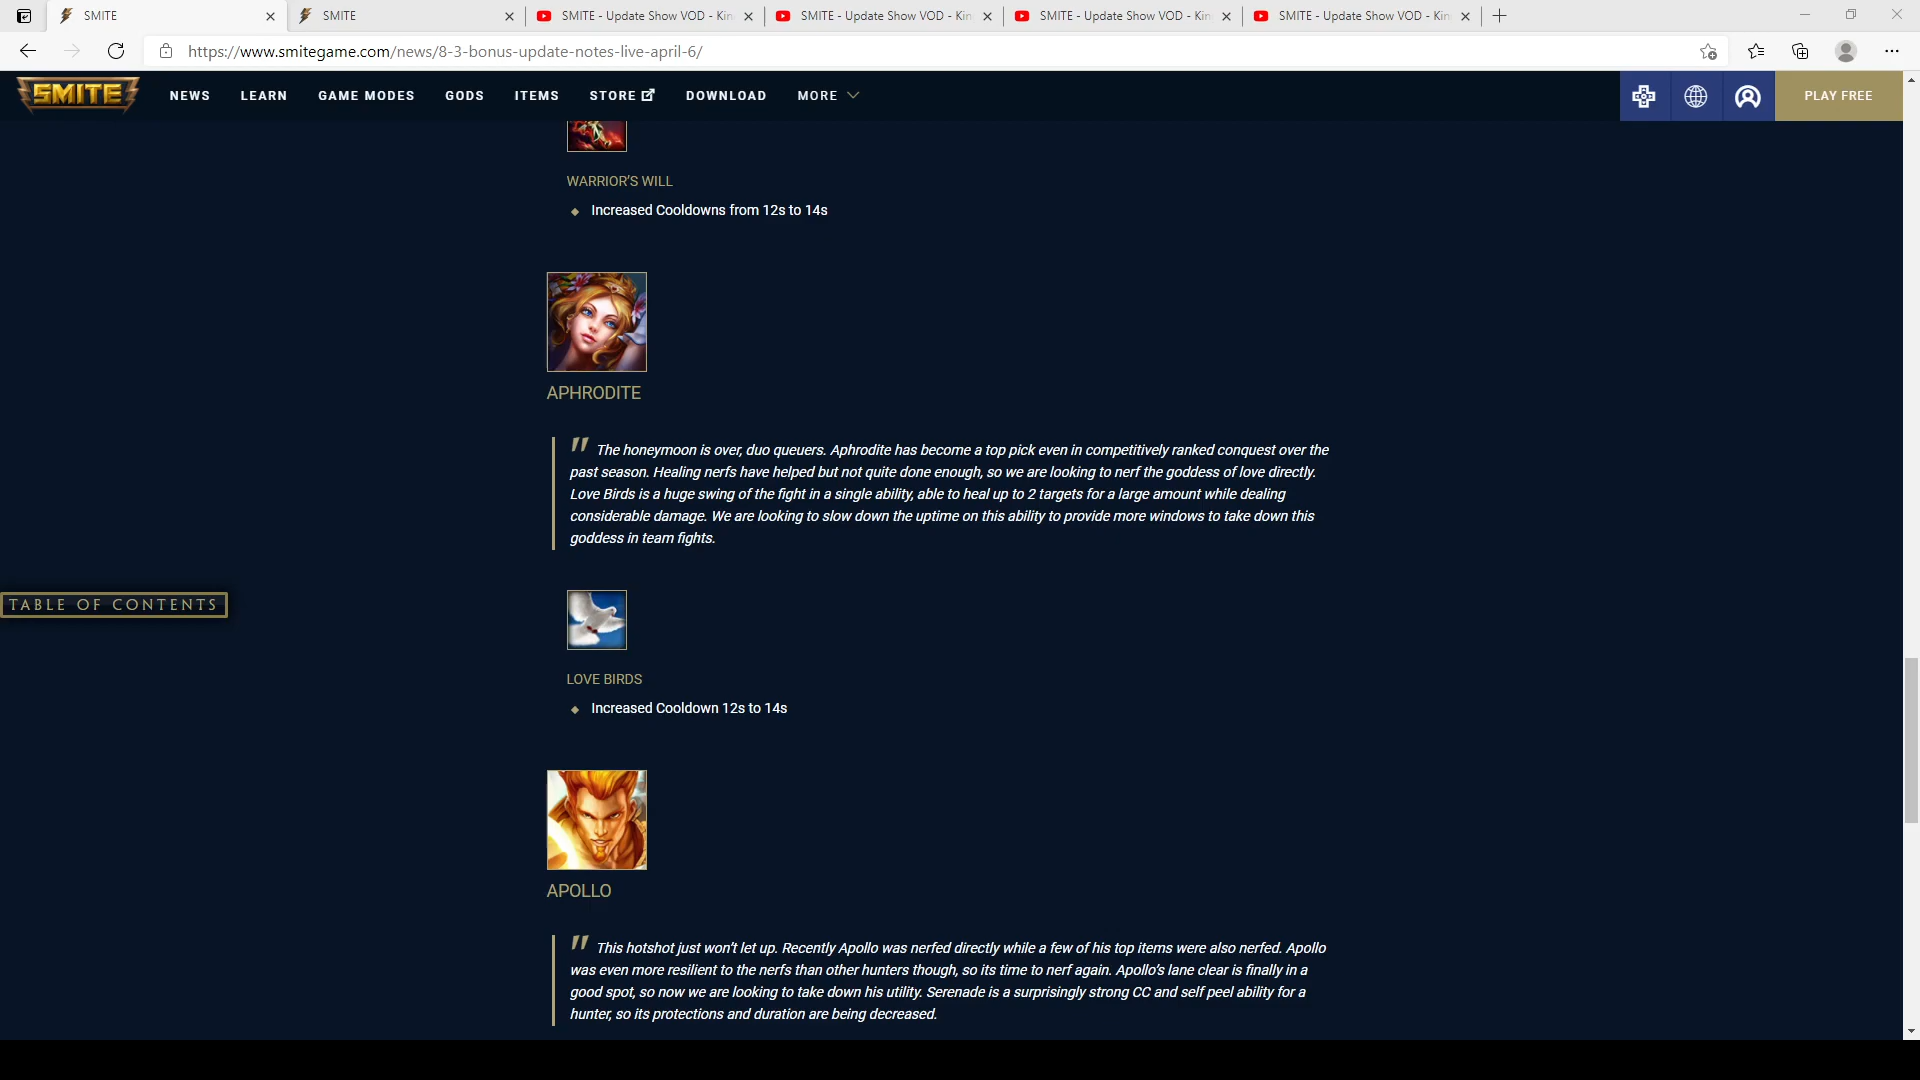 SMITE
SMITE
SMITE - Update Show VOD - Kin
SMITE - Update Show VOD - Kin
SMITE - Update Show VOD - Kin
SMITE - Update Show VOD - Kin
https://www.smitegame.com/news/8-3-bonus-update-notes-live-april-6/
SMITE
NEWS
LEARN
GAME MODES
GODS
ITEMS
STORE
DOWNLOAD
MORE
PLAY FREE
WARRIOR'S WILL
Increased Cooldowns from 12s to 14s
APHRODITE
" The honeymoon is over, duo queuers. Aphrodite has become a top pick even in competitively ranked conquest over the
past season. Healing nerfs have helped but not quite done enough, so we are looking to nerf the goddess of love directly.
Love Birds is a huge swing of the fight in a single ability, able to heal up to 2 targets for a large amount while dealing
considerable damage. We are looking to slow down the uptime on this ability to provide more windows to take down this
goddess in team fights.
TABLE OF CONTENTS
LOVE BIRDS
Increased Cooldown 12s to 14s
APOLLO
" This hotshot just won't let up. Recently Apollo was nerfed directly while a few of his top items were also nerfed. Apollo
was even more resilient to the nerfs than other hunters though, so its time to nerf again. Apollo's lane clear is finally in a
good spot, so now we are looking to take down his utility. Serenade is a surprisingly strong CC and self peel ability for a
hunter, so its protections and duration are being decreased.